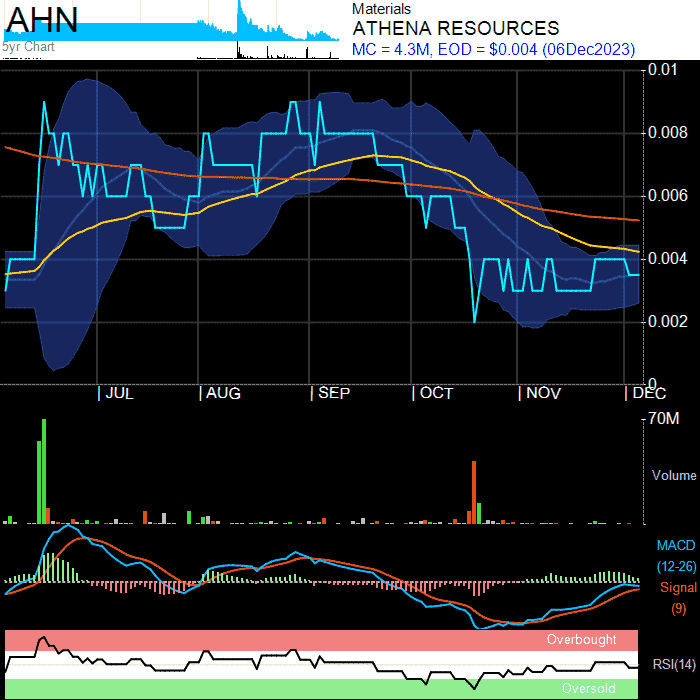 AHN
5yr Chart
Materials
ATHENA RESOURCES
MC = 4.3M, EOD = $0.004 (06Dec2023)
0.01
0.008
0.006
0.004
0.002
0
JUL AUG SEP OCT NOV DEC
70M
Volume
MACD
(12-26)
Signal
(9)
Overbought
RSI(14)
Oversold